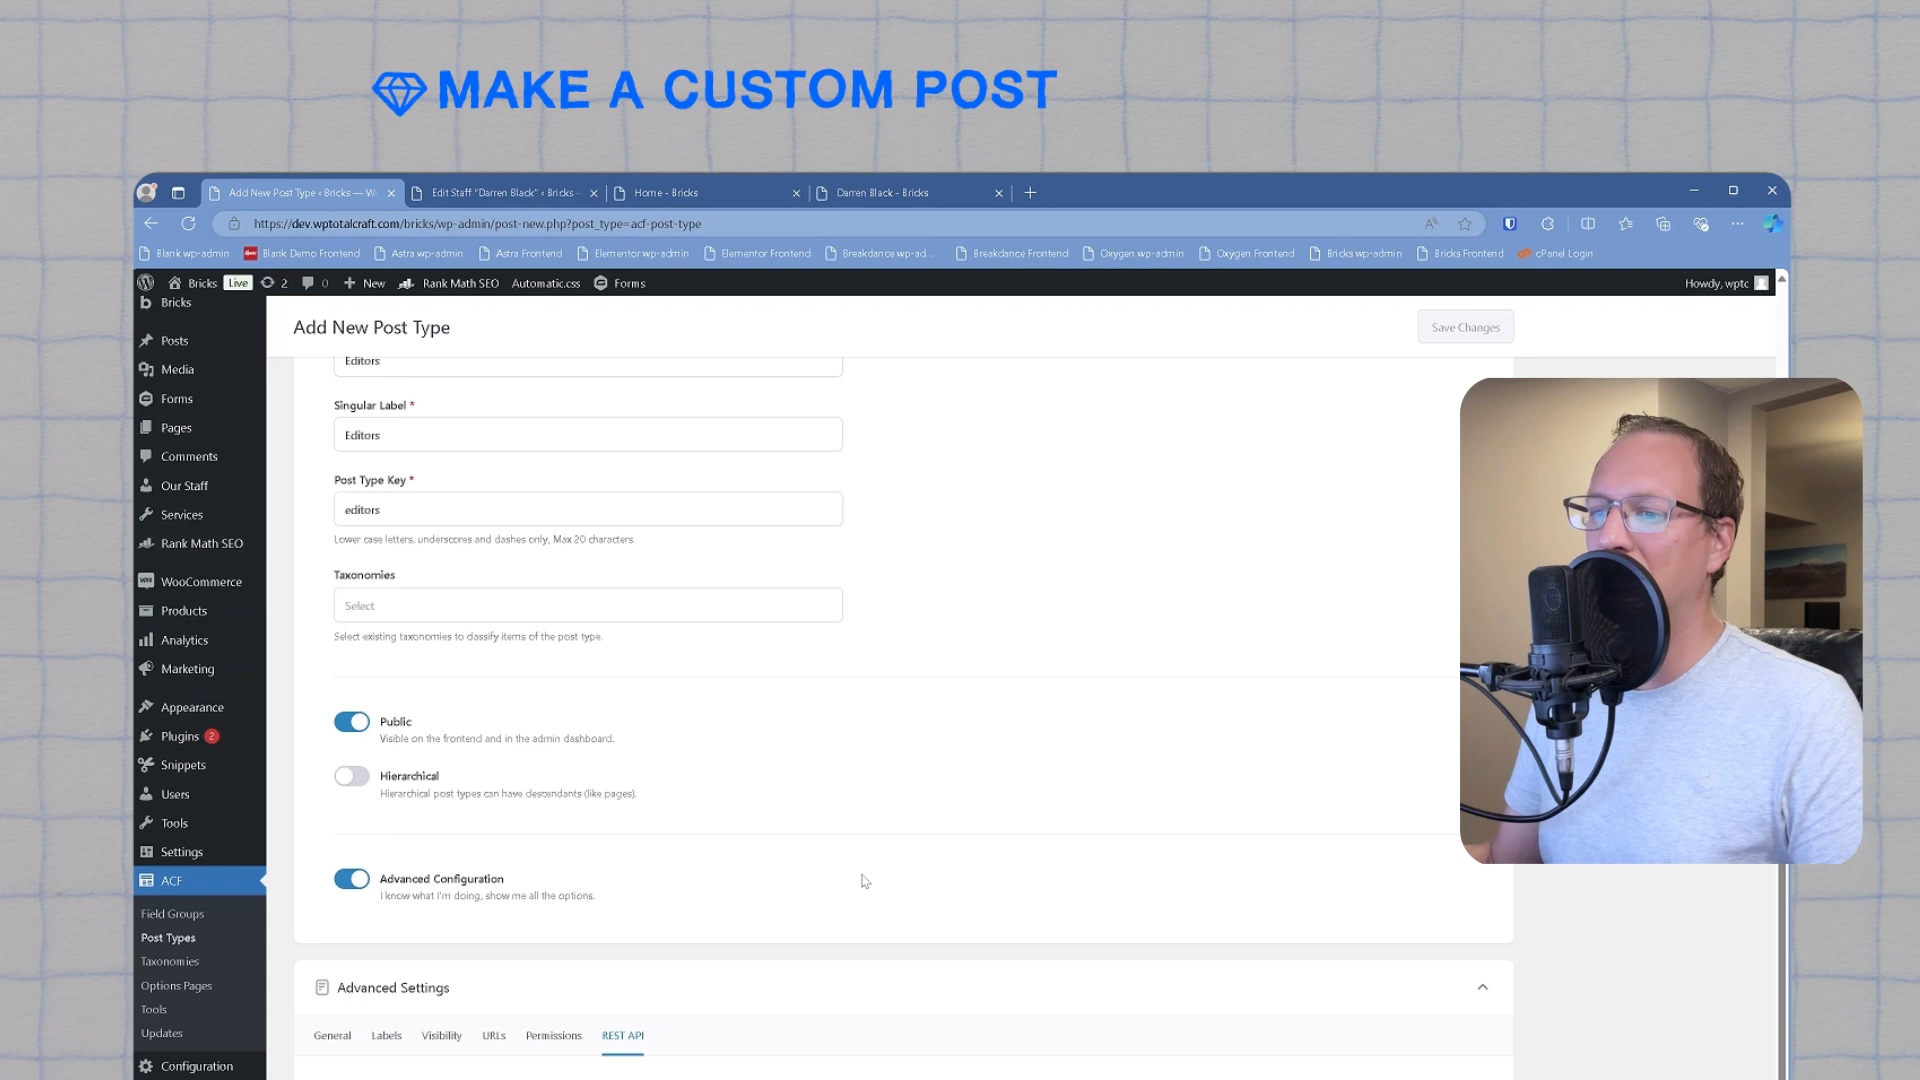 MAKE A CUSTOM POST
Add New Post Type ‹ Bricks — W
Edit Staff "Darren Black" ‹ Bricks -
Home - Bricks
Darren Black - Bricks
https://dev.wptotalcraft.com/bricks/wp-admin/post-new.php?post_type=acf-post-type
Blank wp-admin
Blank Demo Frontend
Astra wp-admin
Astra Frontend
Elementor wp-admin
Elementor Frontend
Breakdance wp-ad...
Breakdance Frontend
Oxygen wp-admin
Oxygen Frontend
Bricks wp-admin
Bricks Frontend
cPanel Login
Bricks
Live
2
0
New
Rank Math SEO
Automatic.css
Forms
Howdy, wptc
Bricks
Posts
Media
Forms
Pages
Comments
Our Staff
Services
Rank Math SEO
WooCommerce
Products
Analytics
Marketing
Appearance
Plugins 2
Snippets
Users
Tools
Settings
ACF
Field Groups
Post Types
Taxonomies
Options Pages
Tools
Updates
Configuration
Add New Post Type
Save Changes
Editors
Singular Label *
Editors
Post Type Key *
editors
Lower case letters, underscores and dashes only, Max 20 characters.
Taxonomies
Select
Select existing taxonomies to classify items of the post type.
Public
Visible on the frontend and in the admin dashboard.
Hierarchical
Hierarchical post types can have descendants (like pages).
Advanced Configuration
I know what I'm doing, show me all the options.
Advanced Settings
General
Labels
Visibility
URLs
Permissions
REST API